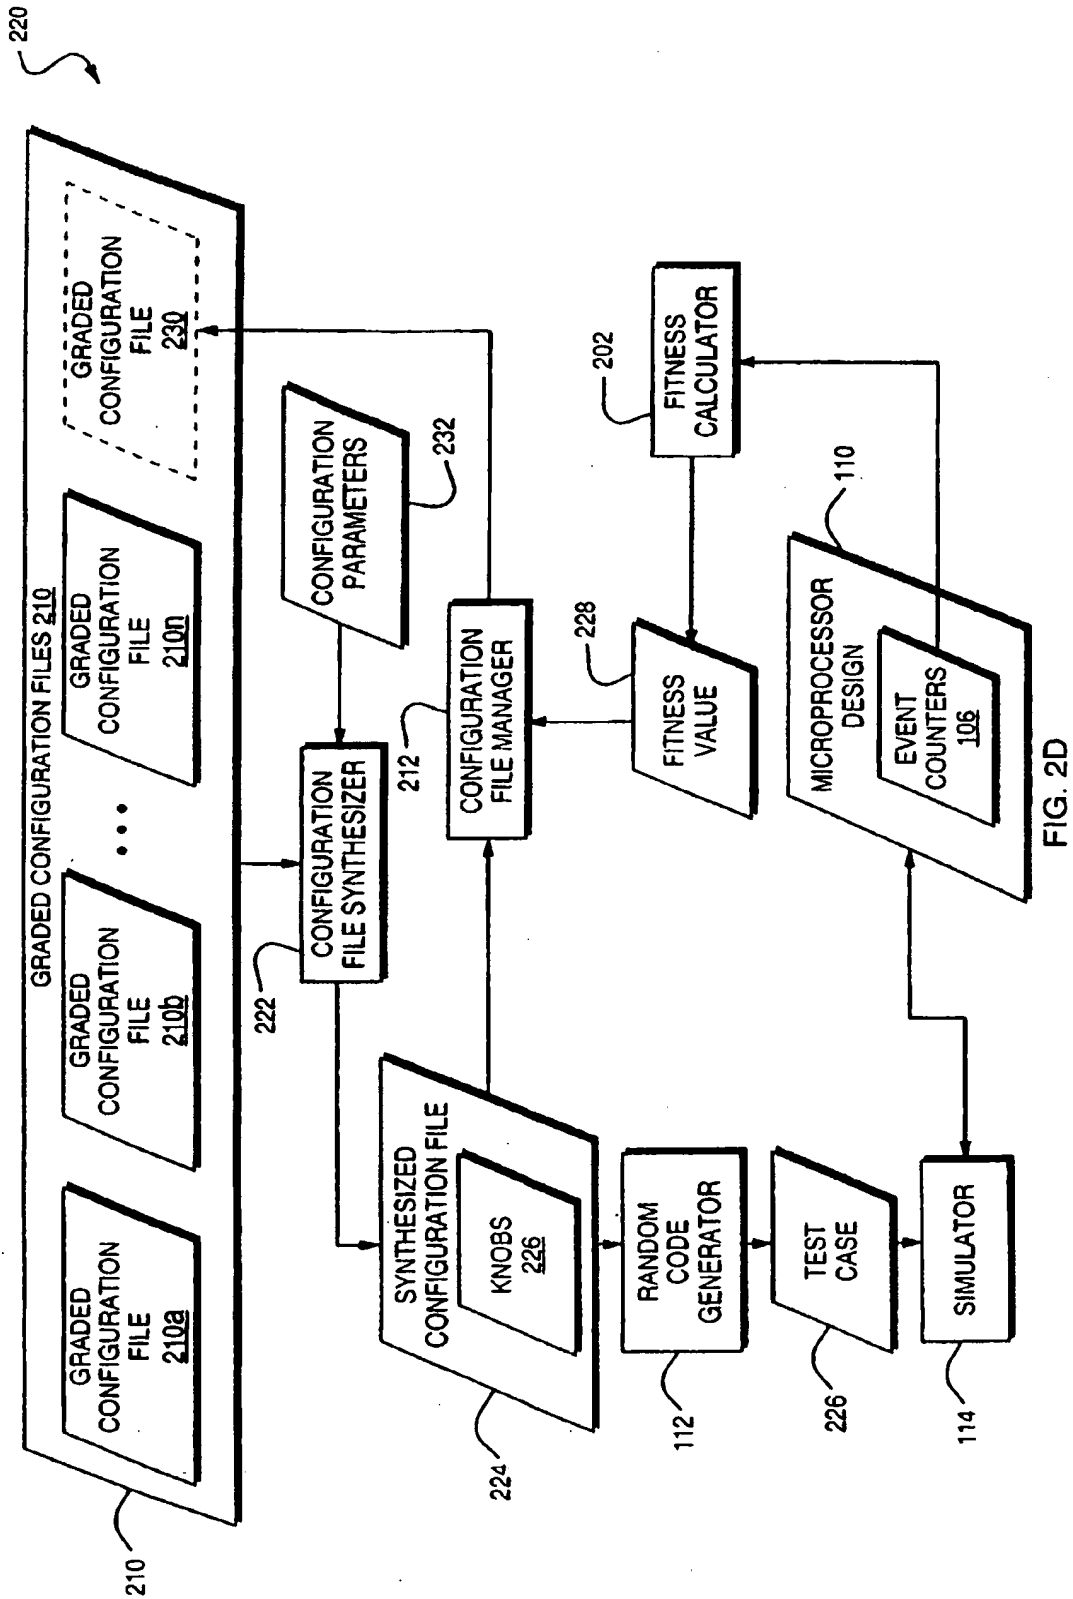 220
GRADED CONFIGURATION FILES 210
GRADED
CONFIGURATION
FILE
210a
GRADED
CONFIGURATION
FILE
210b
...
GRADED
CONFIGURATION
FILE
210n
GRADED
CONFIGURATION
FILE
230
210
222
CONFIGURATION
FILE SYNTHESIZER
CONFIGURATION
PARAMETERS
232
SYNTHESIZED
CONFIGURATION FILE
KNOBS
226
224
212
CONFIGURATION
FILE MANAGER
RANDOM
CODE
GENERATOR
112
228
FITNESS
VALUE
202
FITNESS
CALCULATOR
TEST
CASE
226
SIMULATOR
114
MICROPROCESSOR
DESIGN
EVENT
COUNTERS
106
110
FIG. 2D